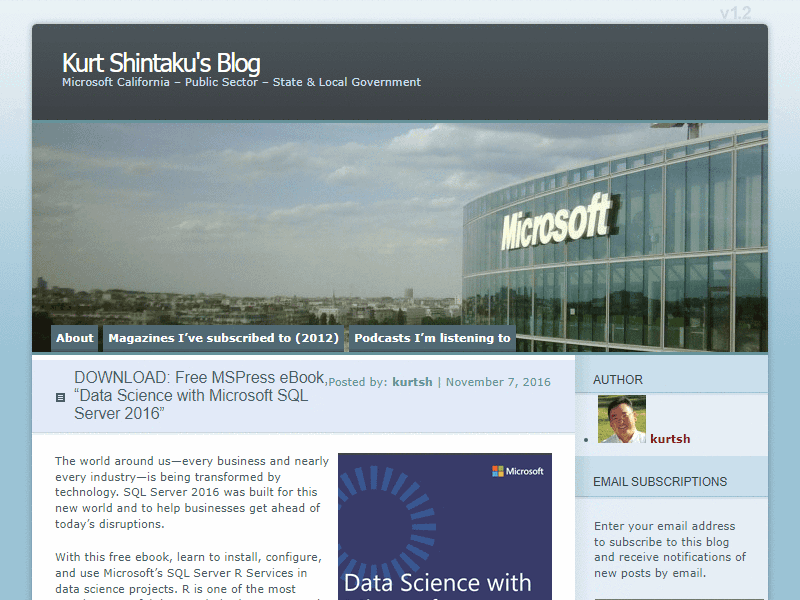 v1.2
Kurt Shintaku's Blog
Microsoft California – Public Sector – State & Local Government
Microsoft
About
Magazines I’ve subscribed to (2012)
Podcasts I’m listening to
DOWNLOAD: Free MSPress eBook,
“Data Science with Microsoft SQL
Server 2016”
Posted by: kurtsh | November 7, 2016
The world around us—every business and nearly
every industry—is being transformed by
technology. SQL Server 2016 was built for this
new world and to help businesses get ahead of
today’s disruptions.
With this free ebook, learn to install, configure,
and use Microsoft’s SQL Server R Services in
data science projects. R is one of the most
Microsoft
Data Science with
AUTHOR
kurtsh
EMAIL SUBSCRIPTIONS
Enter your email address
to subscribe to this blog
and receive notifications of
new posts by email.